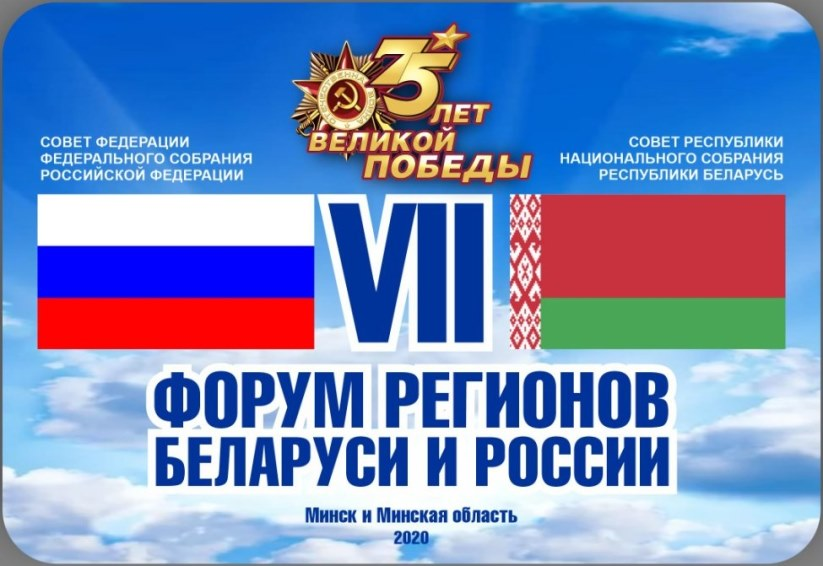 75
ЛЕТ
ВЕЛИКОЙ
ПОБЕДЫ
СОВЕТ ФЕДЕРАЦИИ
ФЕДЕРАЛЬНОГО СОБРАНИЯ
РОССИЙСКОЙ ФЕДЕРАЦИИ
СОВЕТ РЕСПУБЛИКИ
НАЦИОНАЛЬНОГО СОБРАНИЯ
РЕСПУБЛИКИ БЕЛАРУСЬ
VII
ФОРУМ РЕГИОНОВ
БЕЛАРУСИ И РОССИИ
Минск и Минская область
2020